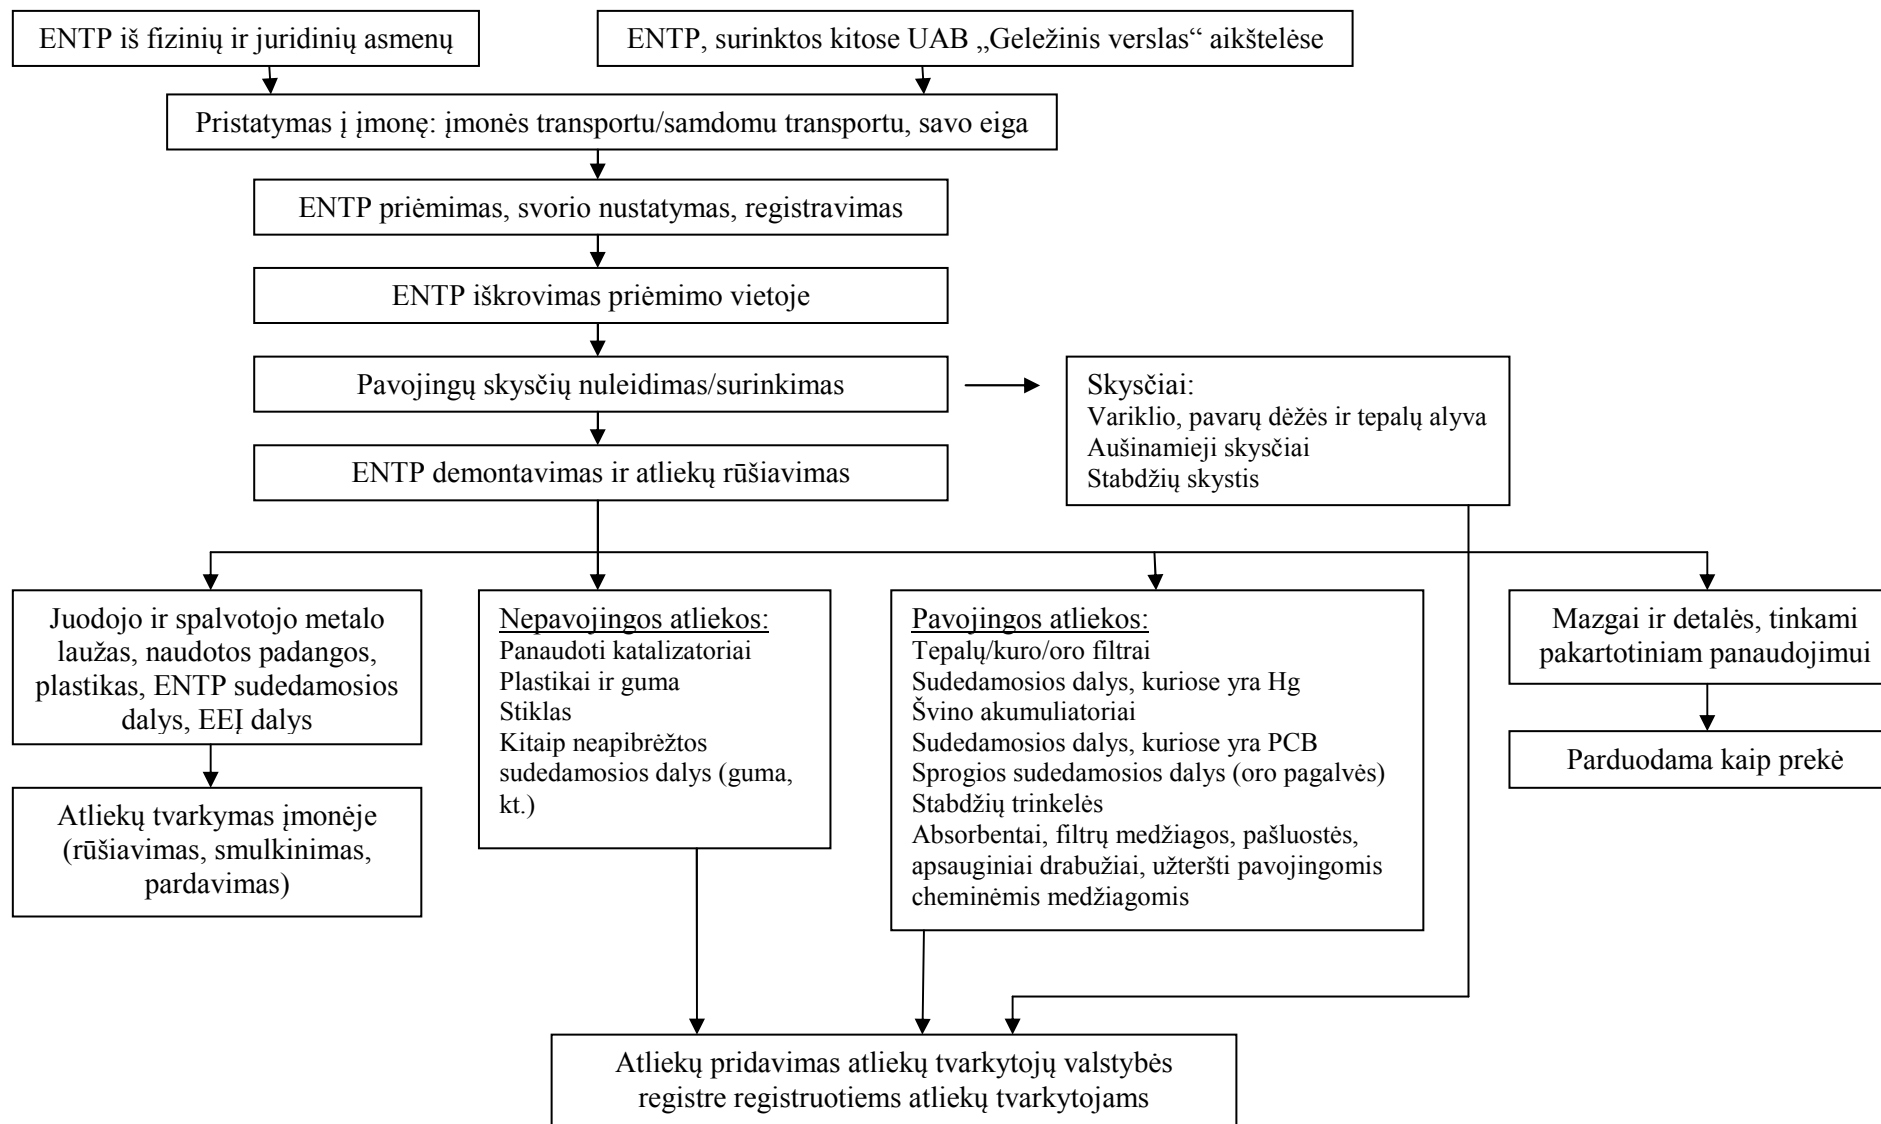 ENTP iš fizinių ir juridinių asmenų
ENTP, surinktos kitose UAB „Geležinis verslas“ aikštelėse
Pristatymas į įmonę: įmonės transportu/samdomu transportu, savo eiga
ENTP priėmimas, svorio nustatymas, registravimas
ENTP iškrovimas priėmimo vietoje
Pavojingų skysčių nuleidimas/surinkimas
Skysčiai:
Variklio, pavarų dėžės ir tepalų alyva
Aušinamieji skysčiai
Stabdžių skystis
ENTP demontavimas ir atliekų rūšiavimas
Juodojo ir spalvotojo metalo
laužas, naudotos padangos,
plastikas, ENTP sudedamosios
dalys, EEĮ dalys
Nepavojingos atliekos:
Panaudoti katalizatoriai
Plastikai ir guma
Stiklas
Kitaip neapibrėžtos
sudedamosios dalys (guma,
kt.)
Pavojingos atliekos:
Tepalų/kuro/oro filtrai
Sudedamosios dalys, kuriose yra Hg
Švino akumuliatoriai
Sudedamosios dalys, kuriose yra PCB
Sprogios sudedamosios dalys (oro pagalvės)
Stabdžių trinkelės
Absorbentai, filtrų medžiagos, pašluostės,
apsauginiai drabužiai, užteršti pavojingomis
cheminėmis medžiagomis
Mazgai ir detalės, tinkami
pakartotiniam panaudojimui
Parduodama kaip prekė
Atliekų tvarkymas įmonėje
(rūšiavimas, smulkinimas,
pardavimas)
Atliekų pridavimas atliekų tvarkytojų valstybės
registre registruotiems atliekų tvarkytojams